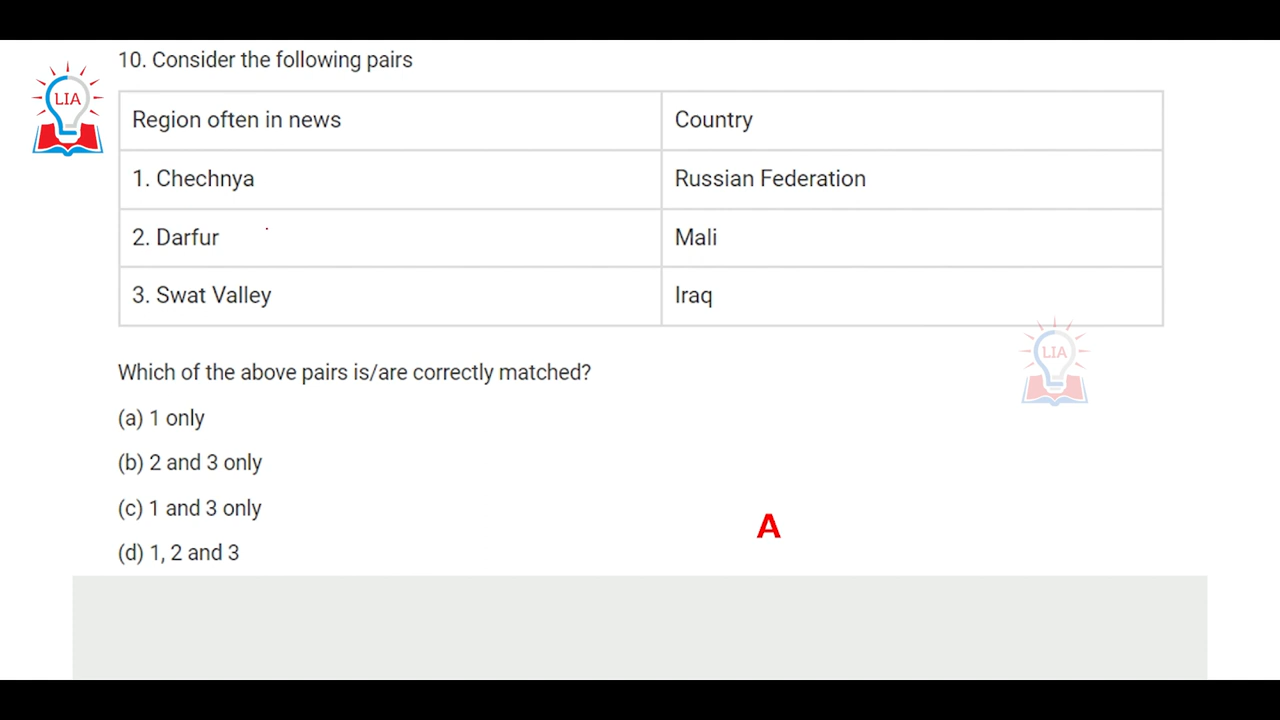 10. Consider the following pairs
LIA
Region often in news Country
1. Chechnya Russian Federation
2. Darfur Mali
3. Swat Valley Iraq
LIA
Which of the above pairs is/are correctly matched?
(a) 1 only
(b) 2 and 3 only
(c) 1 and 3 only
A
(d) 1, 2 and 3